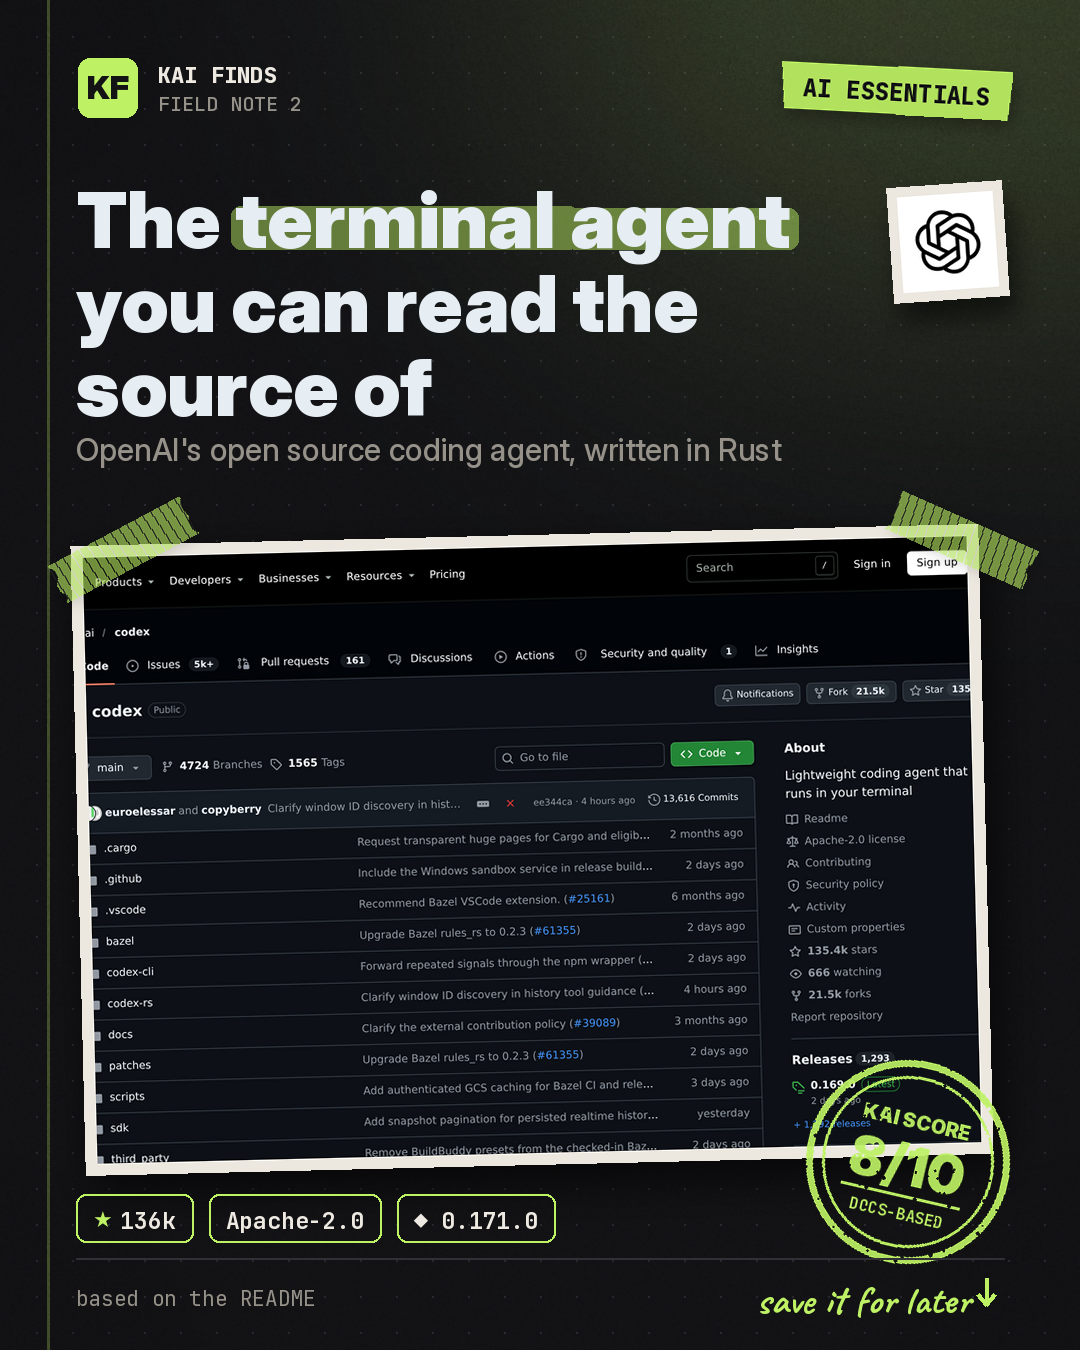 KF
KAI FINDS
FIELD NOTE 2
AI ESSENTIALS
The terminal agent
you can read the
source of
OpenAI's open source coding agent, written in Rust
Products Developers Businesses Resources Pricing
Search / Sign in Sign up
ai / codex
ode Issues 5k+ Pull requests 161 Discussions Actions Security and quality 1 Insights
codex Public
Notifications Fork 21.5k Star 135
main 4724 Branches 1565 Tags Go to file Code
euroelessar and copyberry Clarify window ID discovery in hist... ee344ca · 4 hours ago 13,616 Commits
.cargo Request transparent huge pages for Cargo and eligib... 2 months ago
.github Include the Windows sandbox service in release build... 2 days ago
.vscode Recommend Bazel VSCode extension. (#25161) 6 months ago
bazel Upgrade Bazel rules_rs to 0.2.3 (#61355) 2 days ago
codex-cli Forward repeated signals through the npm wrapper (... 2 days ago
codex-rs Clarify window ID discovery in history tool guidance (... 4 hours ago
docs Clarify the external contribution policy (#39089) 3 months ago
patches Upgrade Bazel rules_rs to 0.2.3 (#61355) 2 days ago
scripts Add authenticated GCS caching for Bazel CI and rele... 3 days ago
sdk Add snapshot pagination for persisted realtime histor... yesterday
third_party Remove BuildBuddy presets from the checked-in Baz... 2 days ago
About
Lightweight coding agent that
runs in your terminal
Readme
Apache-2.0 license
Contributing
Security policy
Activity
Custom properties
135.4k stars
666 watching
21.5k forks
Report repository
Releases 1,293
Latest
releases
KAI SCORE
8/10
DOCS-BASED
★ 136k
Apache-2.0
◆ 0.171.0
based on the README
save it for later